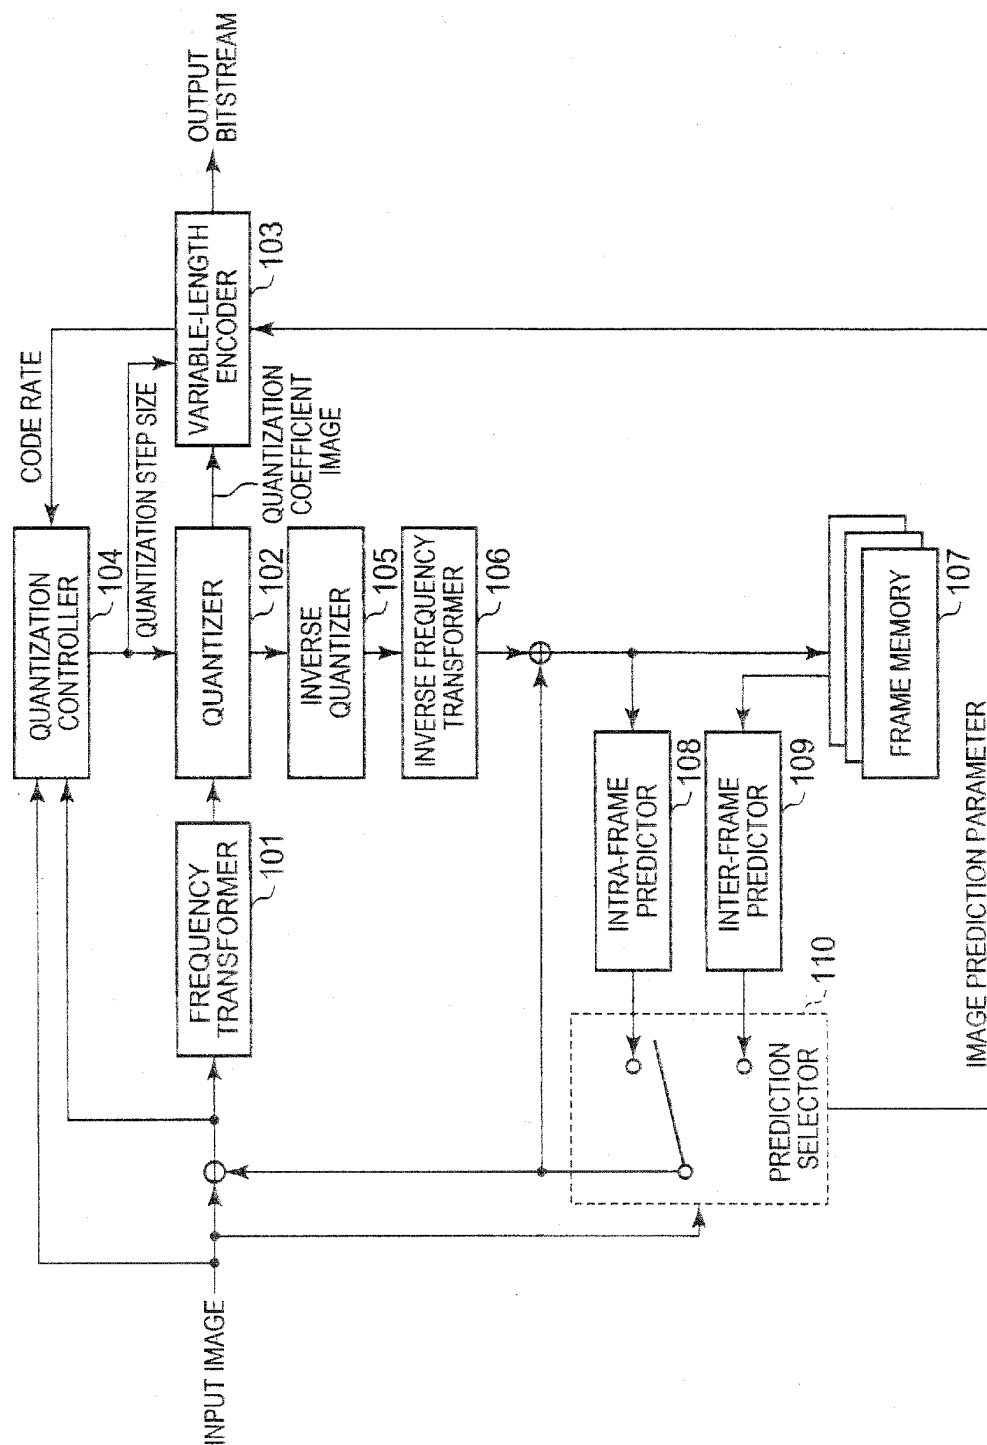 INPUT IMAGE
FREQUENCY
TRANSFORMER
101
QUANTIZATION
CONTROLLER
104
CODE RATE
QUANTIZATION STEP SIZE
QUANTIZER
102
QUANTIZATION
COEFFICIENT
IMAGE
VARIABLE-LENGTH
ENCODER
103
OUTPUT
BITSTREAM
INVERSE
QUANTIZER
105
INVERSE FREQUENCY
TRANSFORMER
106
INTRA-FRAME
PREDICTOR
108
INTER-FRAME
PREDICTOR
109
FRAME MEMORY
107
PREDICTION
SELECTOR
110
IMAGE PREDICTION PARAMETER